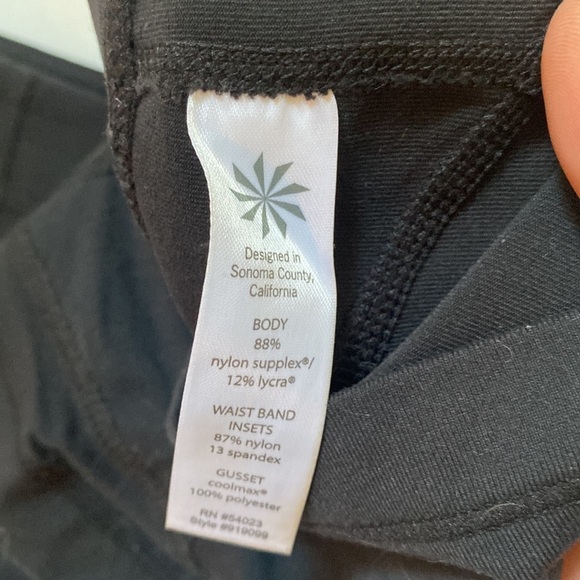 Designed in
Sonoma County,
California
BODY
88%
nylon supplex®/
12% lycra®
WAIST BAND
INSETS
87% nylon
13 spandex
GUSSET
coolmax®
100% polyester
RN #54023
Style #919099